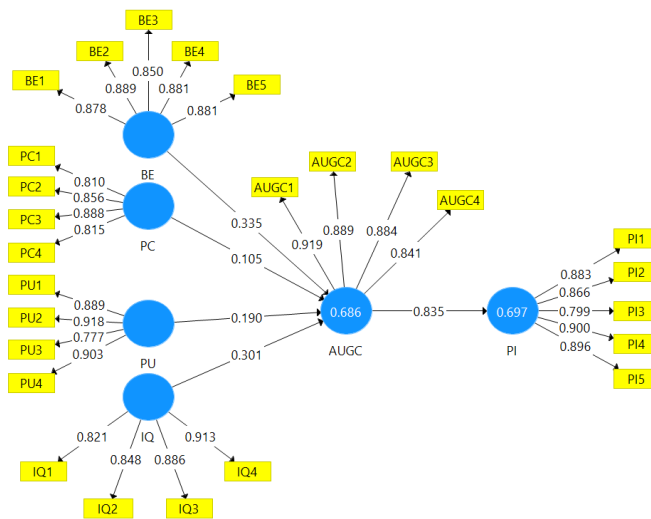 BE3
BE2
BE4
BE1
BE5
0.850
0.889
0.881
0.878
0.881
BE
PC1
PC2
PC3
PC4
0.810
0.856
0.888
0.815
PC
0.335
0.105
AUGC1
AUGC2
AUGC3
AUGC4
0.919
0.889
0.884
0.841
PU1
PU2
PU3
PU4
0.889
0.918
0.777
0.903
PU
0.190
0.301
0.686
AUGC
0.835
0.697
PI
PI1
PI2
PI3
PI4
PI5
0.883
0.866
0.799
0.900
0.896
IQ
0.821
0.848
0.886
0.913
IQ1
IQ2
IQ3
IQ4